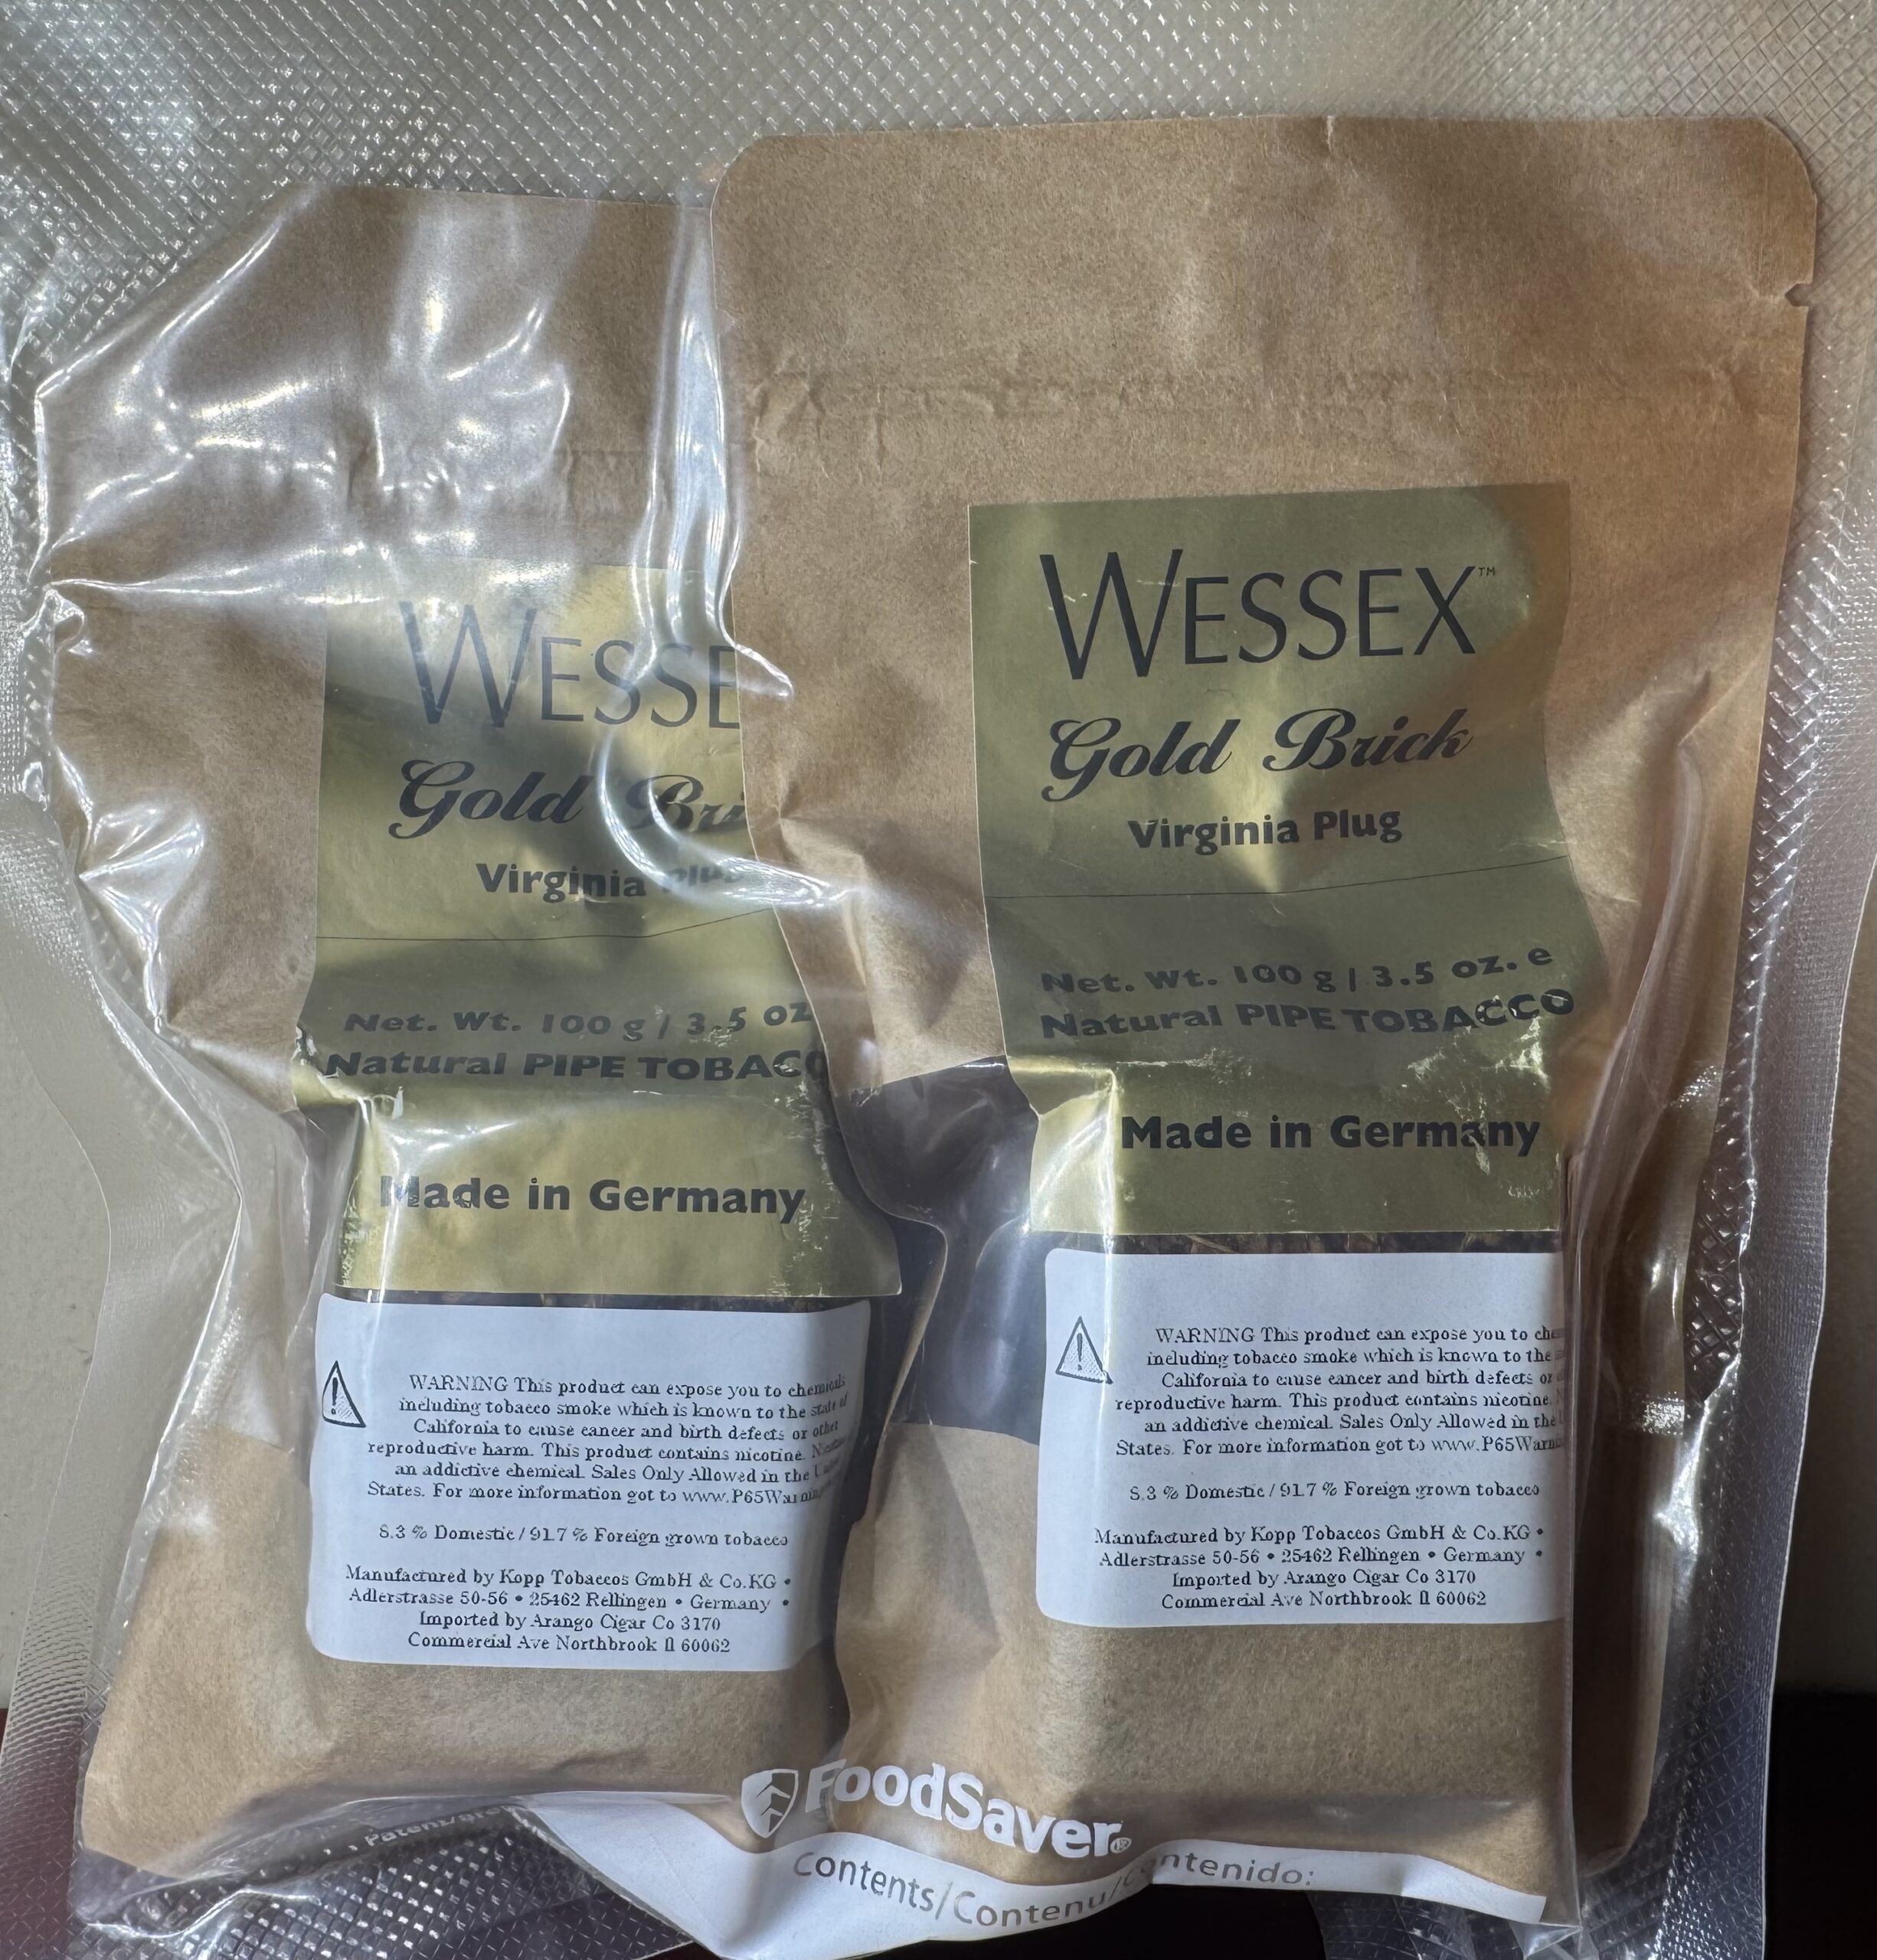 WESSE
Gold Bri
Virginia Plug
Net. Wt. 100 g / 3.5 oz
Natural PIPE TOBACC
Made in Germany
WARNING This product can expose you to chemicals
including tobacco smoke which is known to the state of
California to cause cancer and birth defects or other
reproductive harm. This product contains nicotine.
an addictive chemical. Sales Only Allowed in the
States. For more information got to www.P65Warnin
8.3 % Domestic / 91.7 % Foreign grown tobacco
Manufactured by Kopp Tobaccos GmbH & Co.KG •
Adlerstrasse 50-56 • 25462 Rellingen • Germany •
Imported by Arango Cigar Co 3170
Commercial Ave Northbrook Il 60062
WESSEX™
Gold Brick
Virginia Plug
Net. Wt. 100 g / 3.5 oz. e
Natural PIPE TOBACCO
Made in Germany
WARNING This product can expose you to che
including tobacco smoke which is known to the
California to cause cancer and birth defects or
reproductive harm. This product contains nicotine.
an addictive chemical. Sales Only Allowed in the
States. For more information got to www.P65Warn
8.3 % Domestic / 91.7 % Foreign grown tobacco
Manufactured by Kopp Tobaccos GmbH & Co.KG •
Adlerstrasse 50-56 • 25462 Rellingen • Germany •
Imported by Arango Cigar Co 3170
Commercial Ave Northbrook Il 60062
FoodSaver®
Contents/Contenu/Contenido: